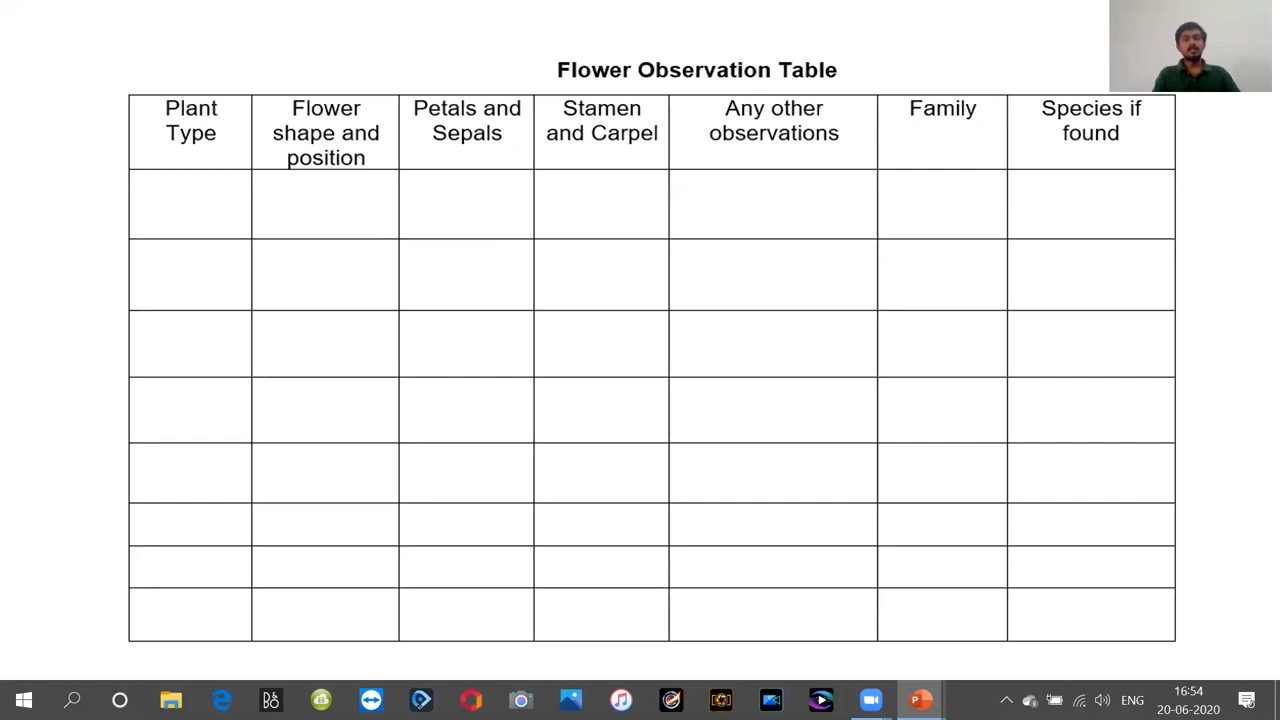 Flower Observation Table
Plant
Type
Flower
shape and
position
Petals and
Sepals
Stamen
and Carpel
Any other
observations
Family
Species if
found
B&O
P
ENG
16:54
20-06-2020